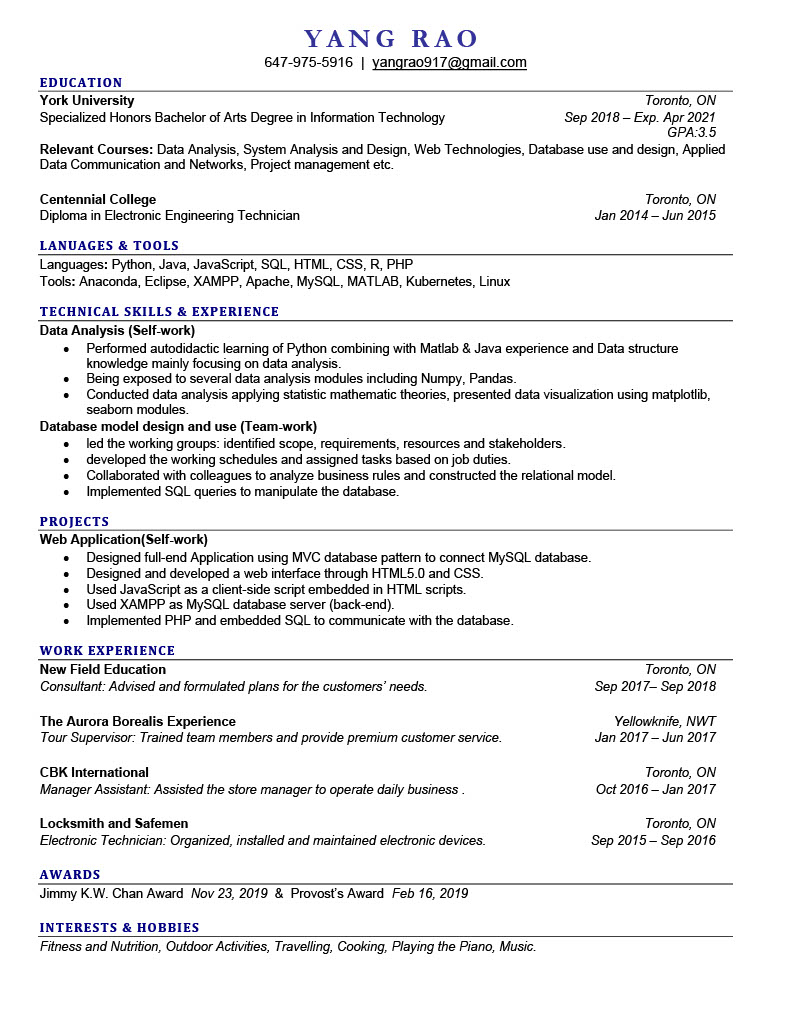 YANG RAO
647-975-5916 | yangrao917@gmail.com
EDUCATION
York University Toronto, ON
Specialized Honors Bachelor of Arts Degree in Information Technology Sep 2018 – Exp. Apr 2021
GPA:3.5
Relevant Courses: Data Analysis, System Analysis and Design, Web Technologies, Database use and design, Applied
Data Communication and Networks, Project management etc.
Centennial College Toronto, ON
Diploma in Electronic Engineering Technician Jan 2014 – Jun 2015
LANUAGES & TOOLS
Languages: Python, Java, JavaScript, SQL, HTML, CSS, R, PHP
Tools: Anaconda, Eclipse, XAMPP, Apache, MySQL, MATLAB, Kubernetes, Linux
TECHNICAL SKILLS & EXPERIENCE
Data Analysis (Self-work)
• Performed autodidactic learning of Python combining with Matlab & Java experience and Data structure
knowledge mainly focusing on data analysis.
• Being exposed to several data analysis modules including Numpy, Pandas.
• Conducted data analysis applying statistic mathematic theories, presented data visualization using matplotlib,
seaborn modules.
Database model design and use (Team-work)
• led the working groups: identified scope, requirements, resources and stakeholders.
• developed the working schedules and assigned tasks based on job duties.
• Collaborated with colleagues to analyze business rules and constructed the relational model.
• Implemented SQL queries to manipulate the database.
PROJECTS
Web Application(Self-work)
• Designed full-end Application using MVC database pattern to connect MySQL database.
• Designed and developed a web interface through HTML5.0 and CSS.
• Used JavaScript as a client-side script embedded in HTML scripts.
• Used XAMPP as MySQL database server (back-end).
• Implemented PHP and embedded SQL to communicate with the database.
WORK EXPERIENCE
New Field Education Toronto, ON
Consultant: Advised and formulated plans for the customers’ needs. Sep 2017– Sep 2018
The Aurora Borealis Experience Yellowknife, NWT
Tour Supervisor: Trained team members and provide premium customer service. Jan 2017 – Jun 2017
CBK International Toronto, ON
Manager Assistant: Assisted the store manager to operate daily business . Oct 2016 – Jan 2017
Locksmith and Safemen Toronto, ON
Electronic Technician: Organized, installed and maintained electronic devices. Sep 2015 – Sep 2016
AWARDS
Jimmy K.W. Chan Award Nov 23, 2019 & Provost’s Award Feb 16, 2019
INTERESTS & HOBBIES
Fitness and Nutrition, Outdoor Activities, Travelling, Cooking, Playing the Piano, Music.